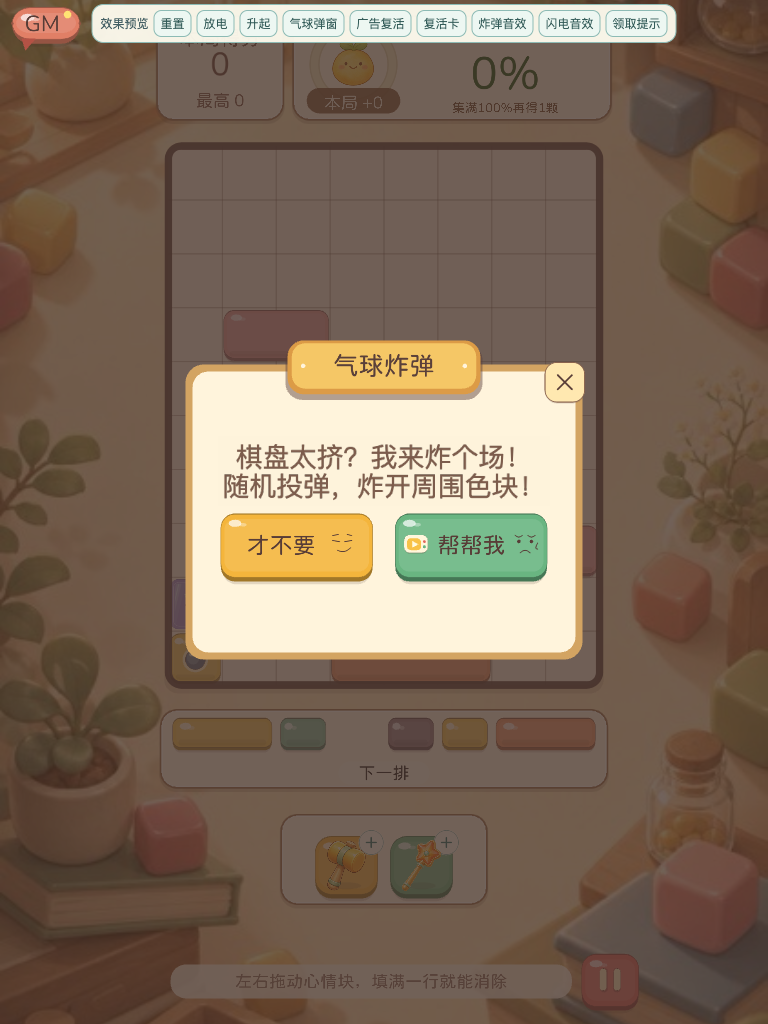 GM 效果预览 重置 放电 升起 气球弹窗 广告复活 复活卡 炸弹音效 闪电音效 领取提示
0
最高 0
本局 +0
0%
集满100%再得1颗
气球炸弹
棋盘太挤？我来炸个场！
随机投弹，炸开周围色块！
才不要
帮帮我
下一排
左右拖动心情块，填满一行就能消除